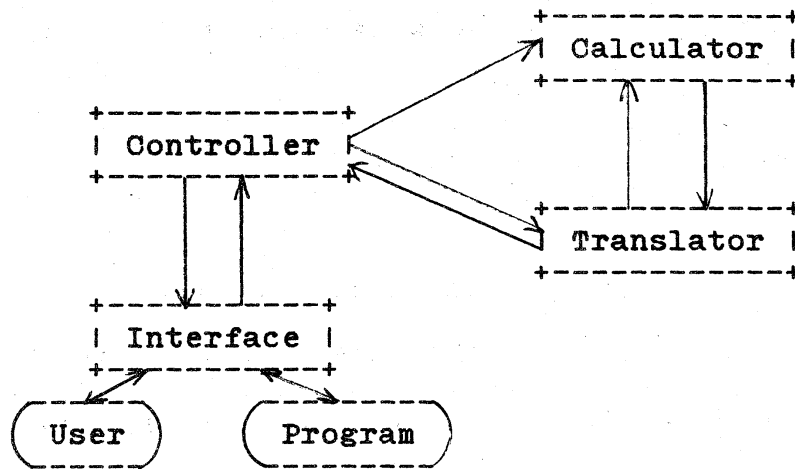 Calculator
Controller
Translator
Interface
User
Program